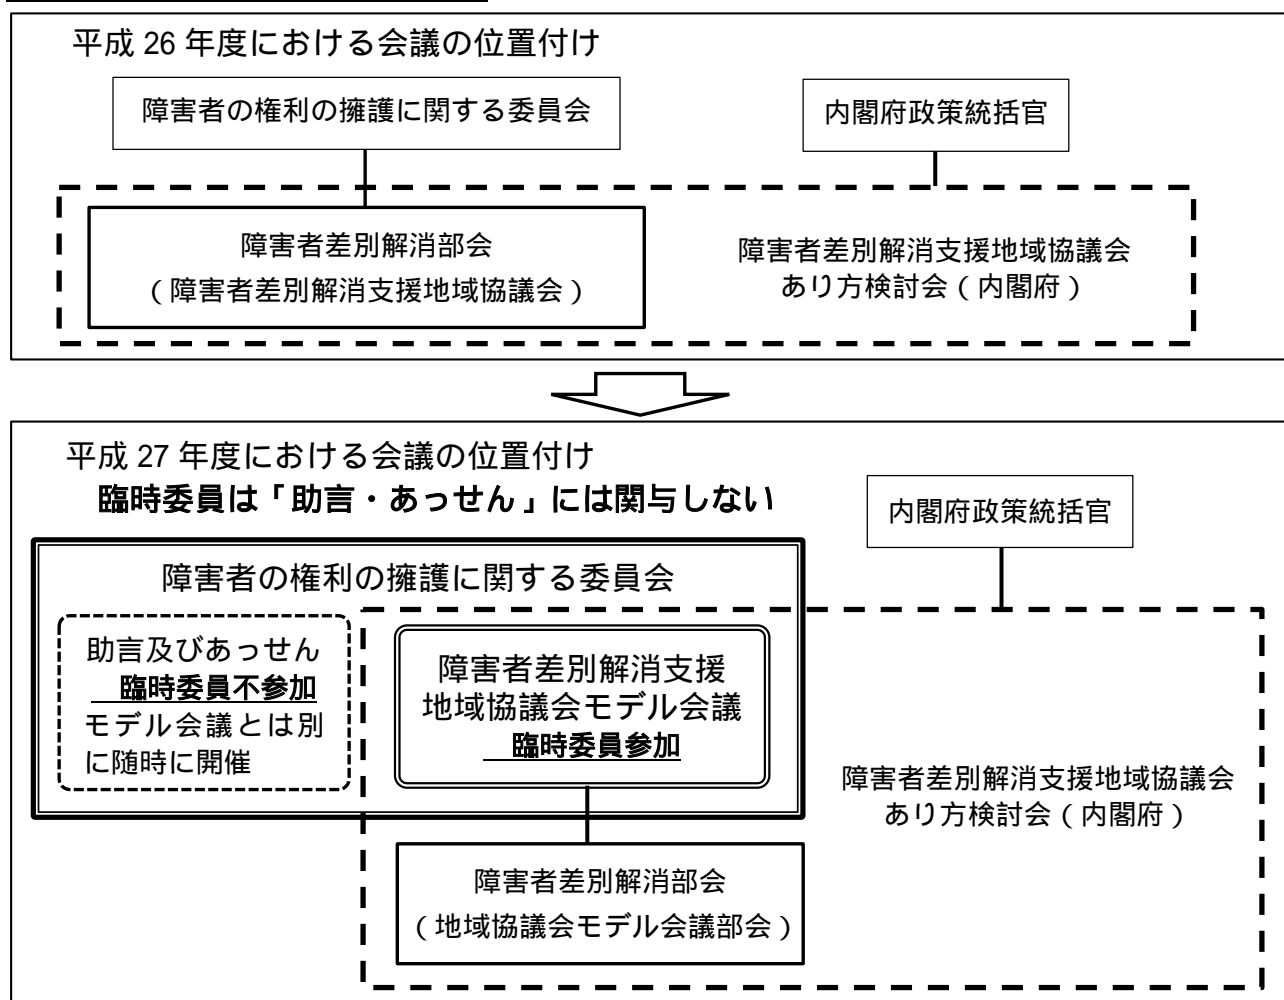 平成 26 年度における会議の位置付け
障害者の権利の擁護に関する委員会
内閣府政策統括官
障害者差別解消部会
（障害者差別解消支援地域協議会）
障害者差別解消支援地域協議会
あり方検討会（内閣府）
平成 27 年度における会議の位置付け
臨時委員は「助言・あっせん」には関与しない
内閣府政策統括官
障害者の権利の擁護に関する委員会
助言及びあっせん
臨時委員不参加
モデル会議とは別
に随時に開催
障害者差別解消支援
地域協議会モデル会議
臨時委員参加
障害者差別解消支援地域協議会
あり方検討会（内閣府）
障害者差別解消部会
（地域協議会モデル会議部会）